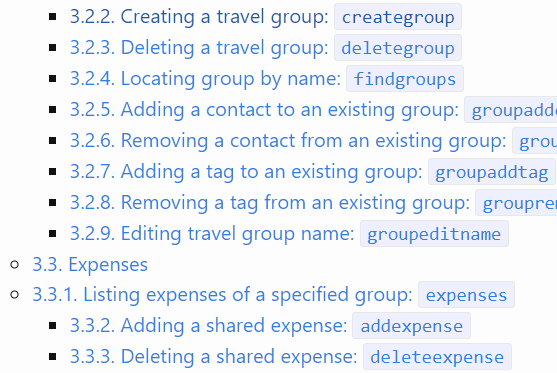 3.2.2. Creating a travel group: creategroup
3.2.3. Deleting a travel group: deletegroup
3.2.4. Locating group by name: findgroups
3.2.5. Adding a contact to an existing group:
3.2.6. Removing a contact from an existing group:
3.2.7. Adding a tag to an existing group: groupaddtag
3.2.8. Removing a tag from an existing group:
3.2.9. Editing travel group name: groupeditname
3.3. Expenses
3.3.1. Listing expenses of a specified group: expenses
3.3.2. Adding a shared expense: addexpense
3.3.3. Deleting a shared expense: deleteexpense